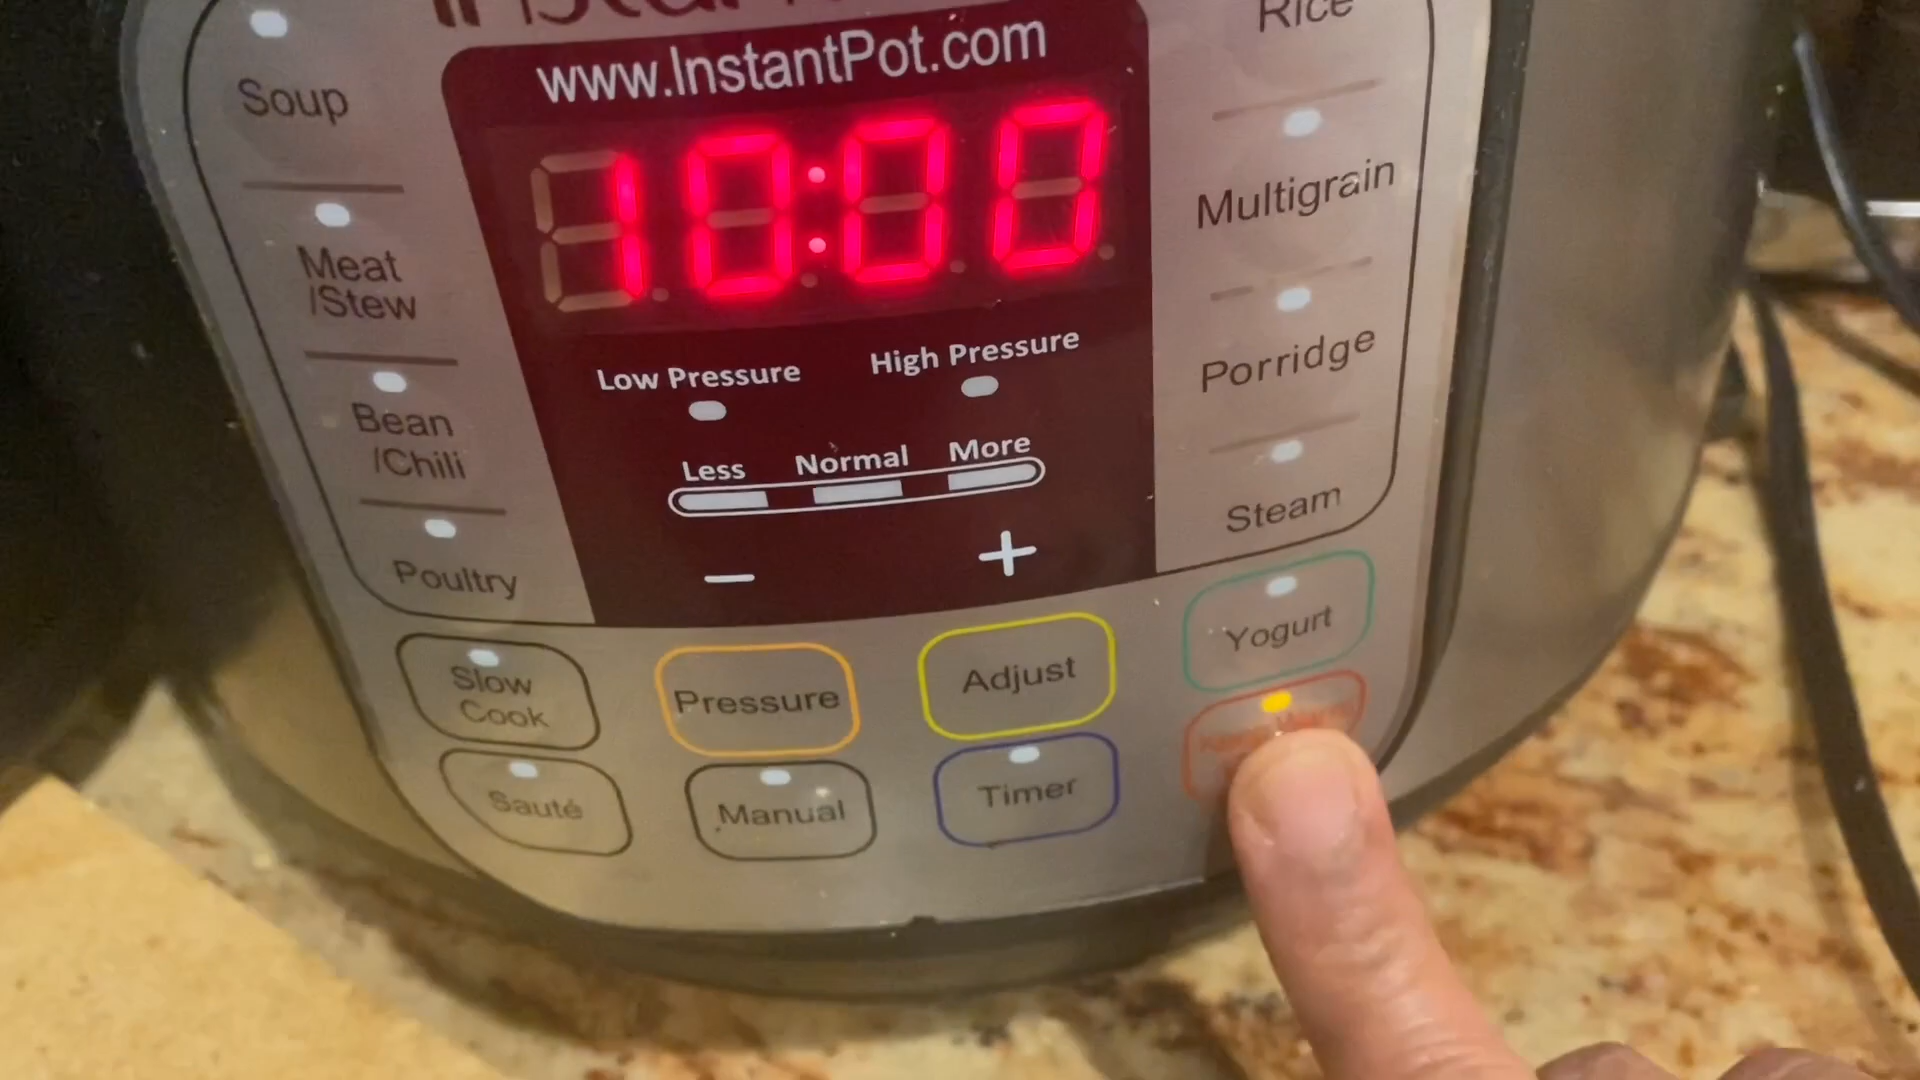 www.InstantPot.com
10:00
Rice
Soup
Multigrain
Meat
/Stew
Low Pressure
High Pressure
Porridge
Bean
/Chili
Less
Normal
More
Steam
Poultry
−
+
Slow
Cook
Pressure
Adjust
Yogurt
Sauté
Manual
Timer